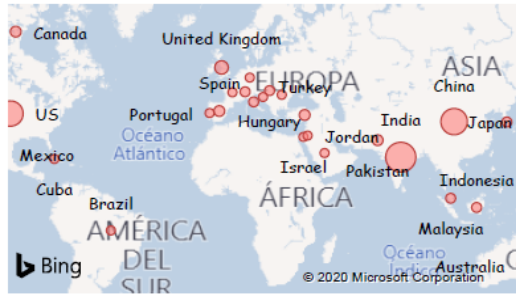 Canada
United Kingdom
ASIA
EUROPA
Spain
Turkey
China
US
Portugal
Hungary
India
Japan
Océano
Atlántico
Jordan
Mexico
Israel
Pakistan
Cuba
Indonesia
Brazil
ÁFRICA
AMÉRICA
DEL
SUR
Malaysia
Océano
Índico
Australia
Bing
© 2020 Microsoft Corporation